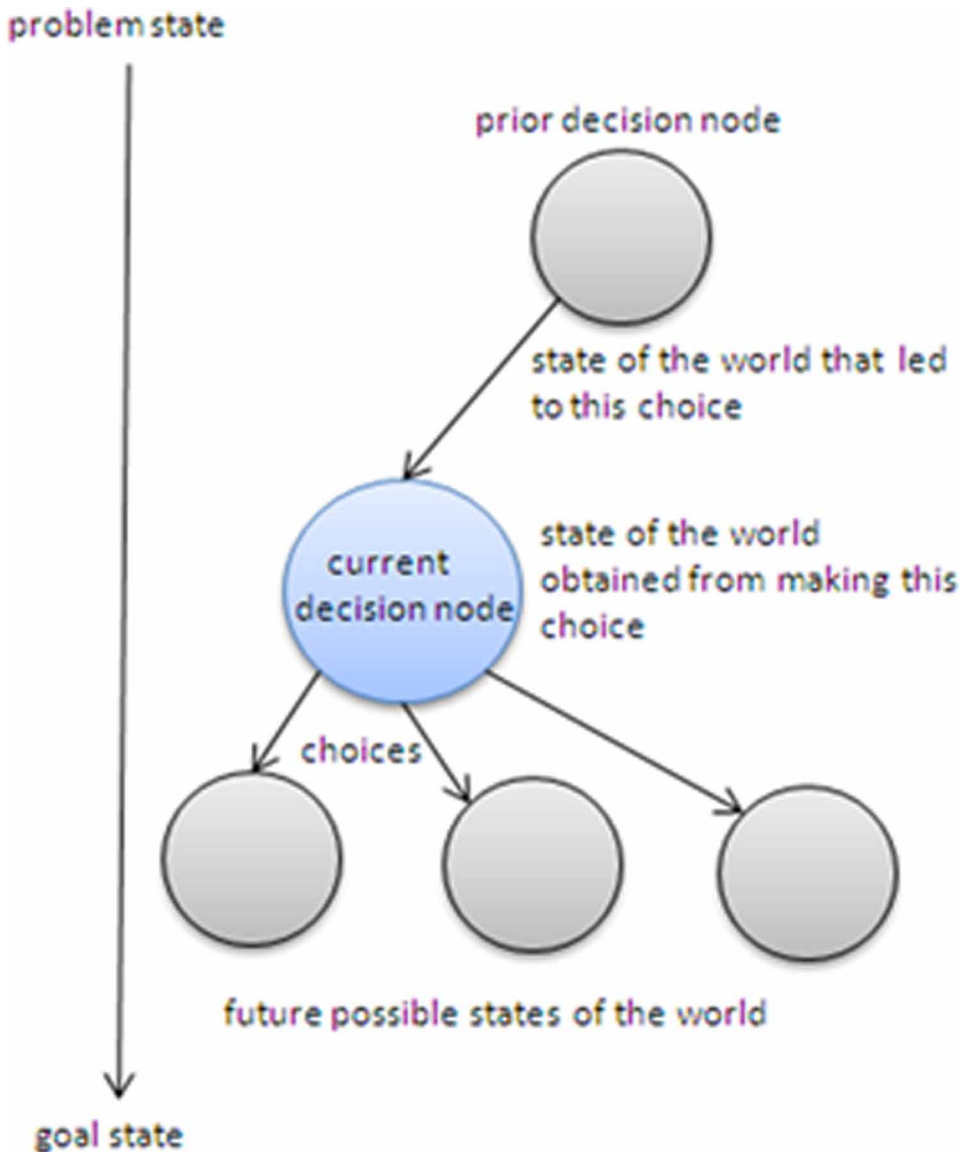 problem state
prior decision node
state of the world that led
to this choice
current
decision node
state of the world
obtained from making this
choice
choices
future possible states of the world
goal state